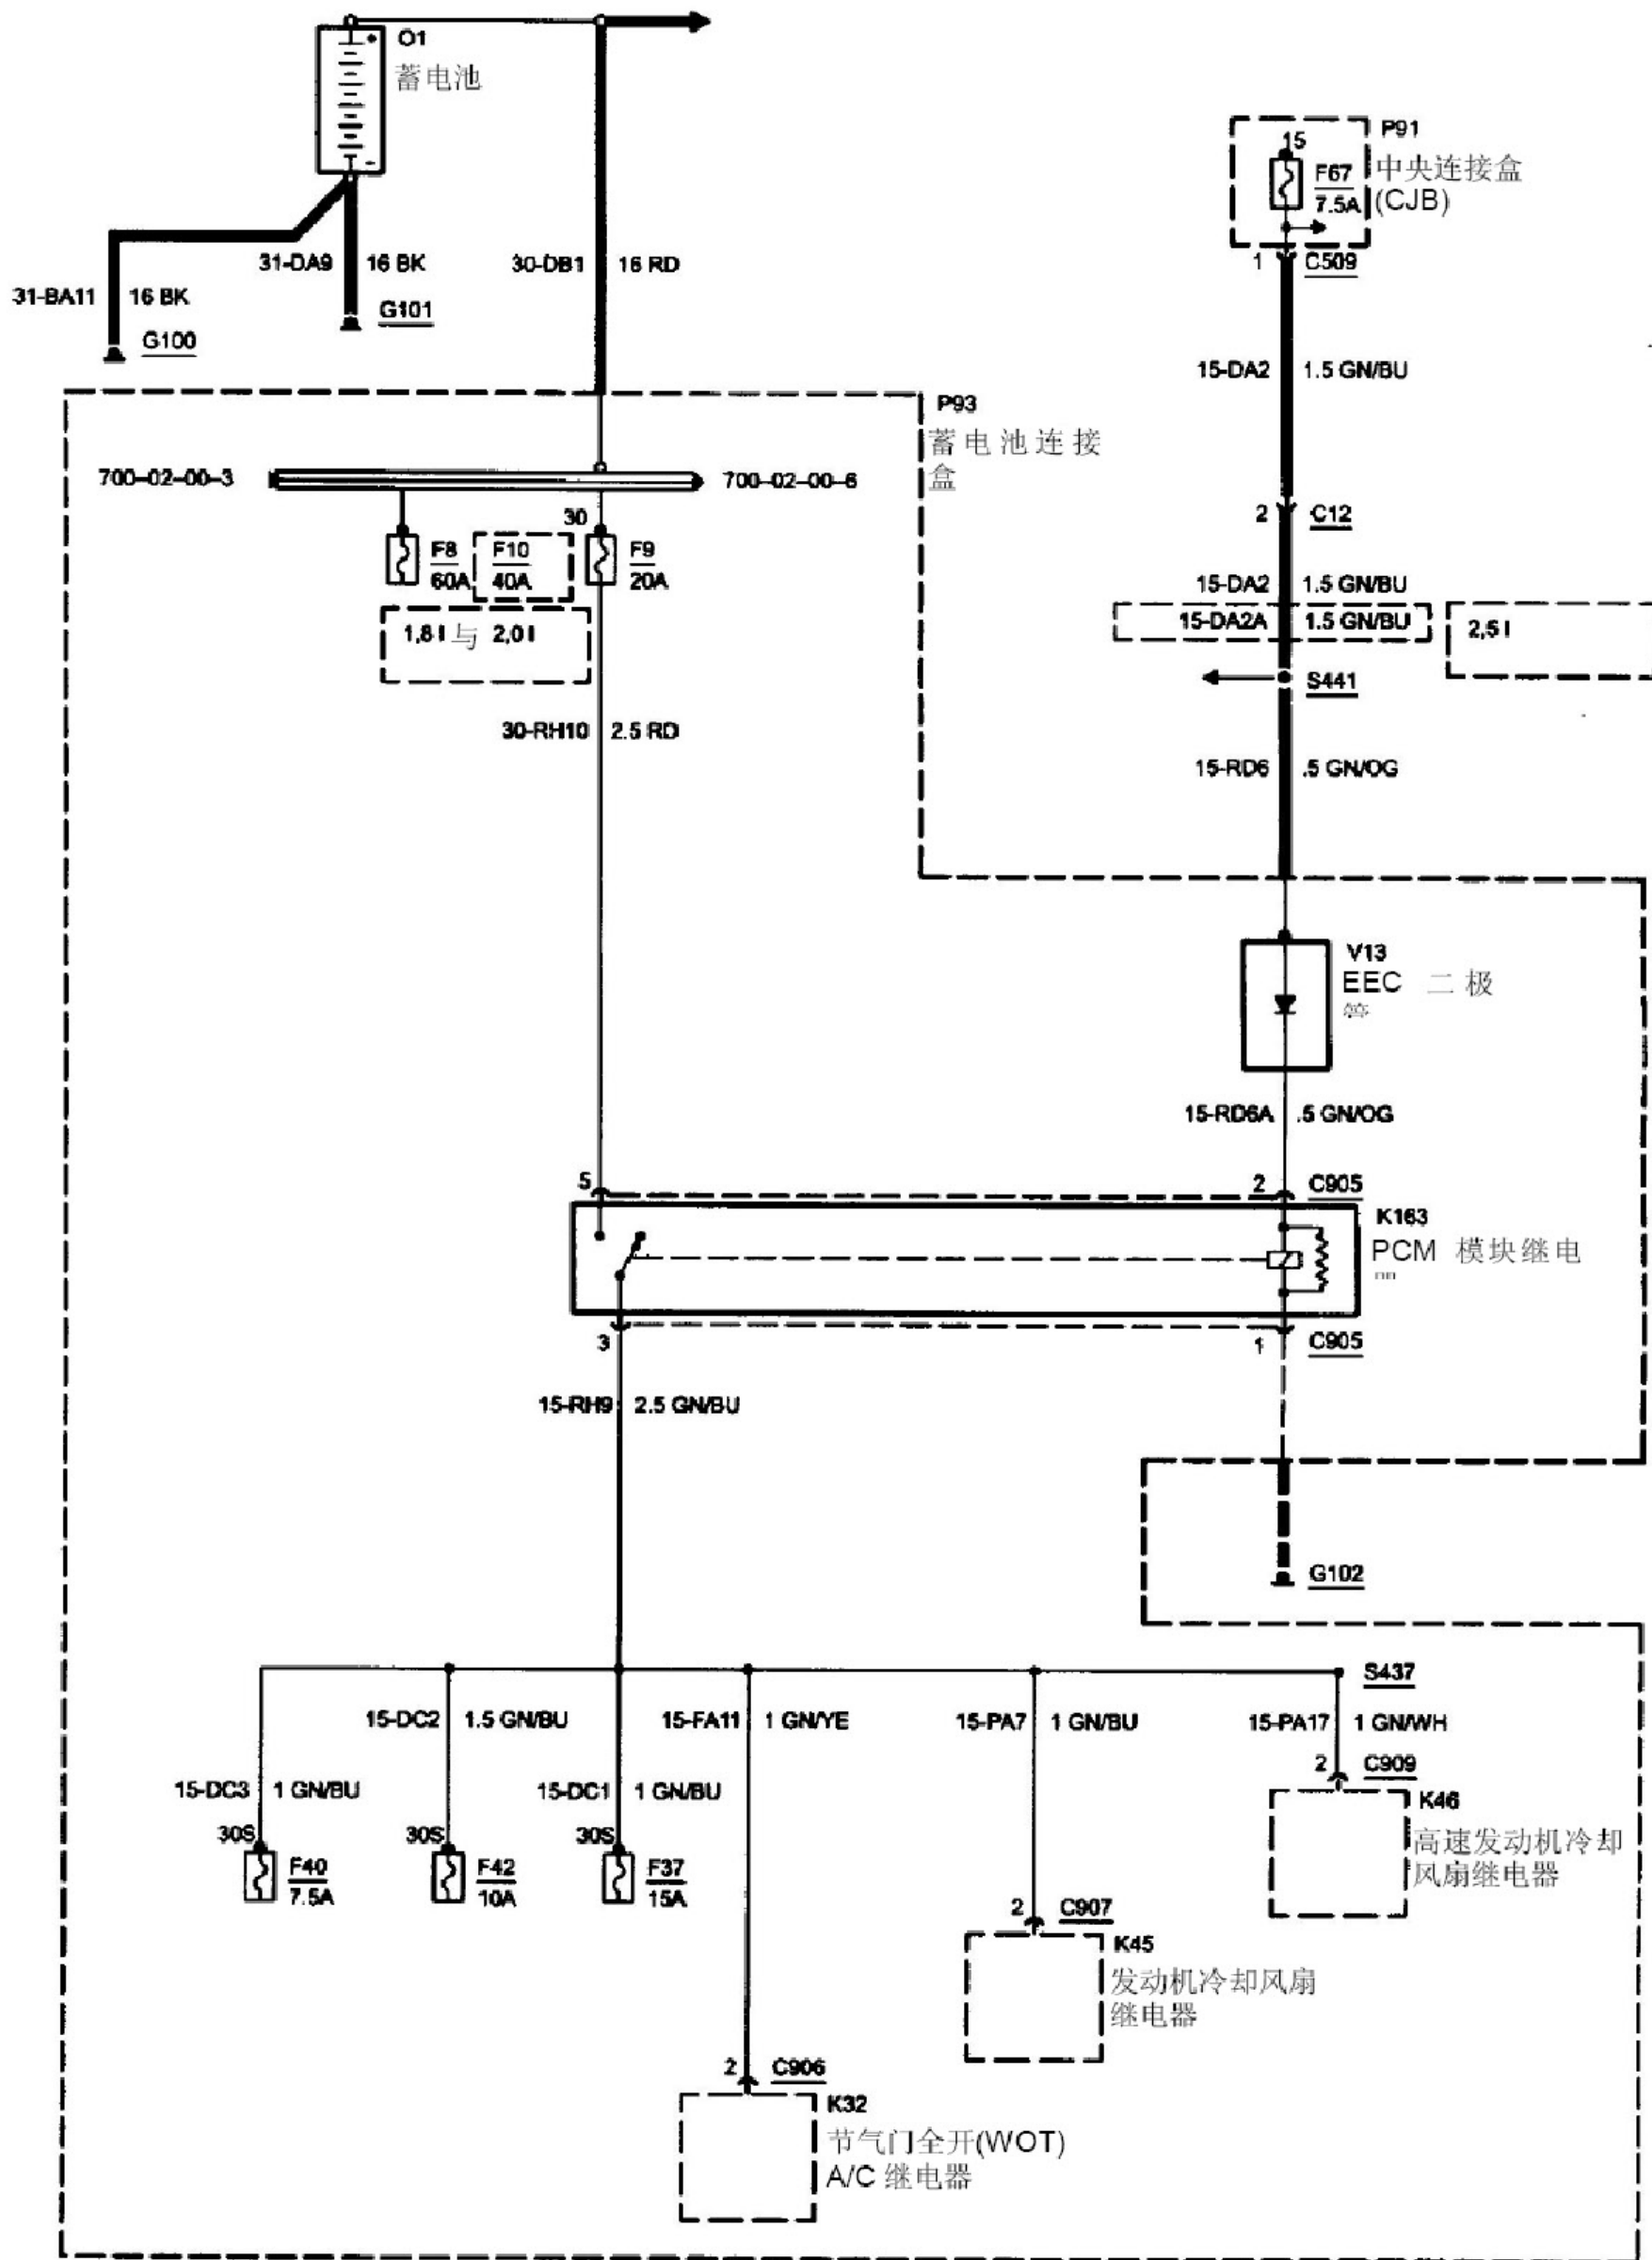 O1
蓄电池
31-DA9 16 BK
30-DB1 16 RD
31-BA11 16 BK
G101
G100
15
P91
中央连接盒
(CJB)
F67
7.5A
1 C509
15-DA2 1.5 GN/BU
P93
蓄电池连接
盒
700-02-00-3
700-02-00-6
30
F8
60A
F10
40A
F9
20A
1,8 l 与 2,0 l
2 C12
15-DA2 1.5 GN/BU
15-DA2A 1.5 GN/BU
2,5 l
S441
30-RH10 2.5 RD
15-RD6 .5 GN/OG
V13
EEC 二极
15-RD6A .5 GN/OG
5
2 C905
K163
PCM 模块继电
3
1 C905
15-RH9 2.5 GN/BU
G102
S437
15-DC2 1.5 GN/BU
15-FA11 1 GN/YE
15-PA7 1 GN/BU
15-PA17 1 GN/WH
2 C909
15-DC3 1 GN/BU
15-DC1 1 GN/BU
K46
高速发动机冷却
风扇继电器
30S
30S
30S
F40
7.5A
F42
10A
F37
15A
2 C907
K45
发动机冷却风扇
继电器
2 C906
K32
节气门全开(WOT)
A/C 继电器